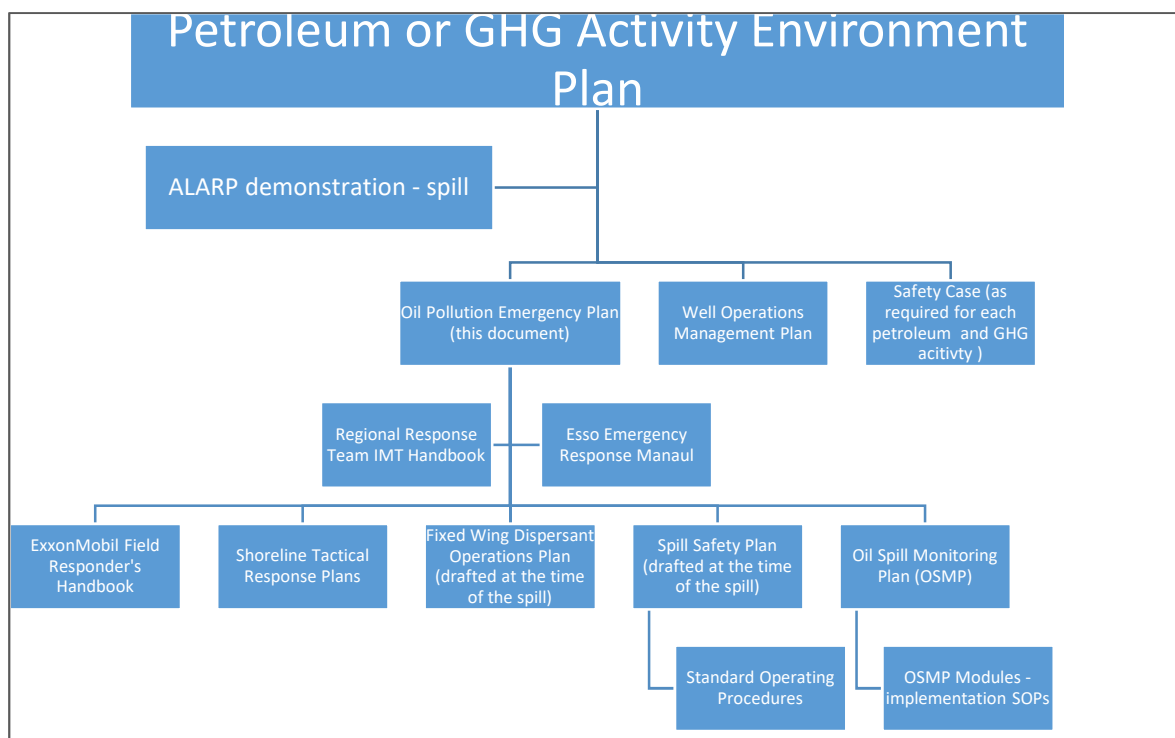 Petroleum or GHG Activity Environment
Plan
ALARP demonstration - spill
Oil Pollution Emergency Plan
(this document)
Well Operations
Management Plan
Safety Case (as
required for each
petroleum and GHG
acitivty )
Regional Response
Team IMT Handbook
Esso Emergency
Response Manaul
ExxonMobil Field
Responder's
Handbook
Shoreline Tactical
Response Plans
Fixed Wing Dispersant
Operations Plan
(drafted at the time
of the spill)
Spill Safety Plan
(drafted at the time
of the spill)
Oil Spill Monitoring
Plan (OSMP)
Standard Operating
Procedures
OSMP Modules -
implementation SOPs